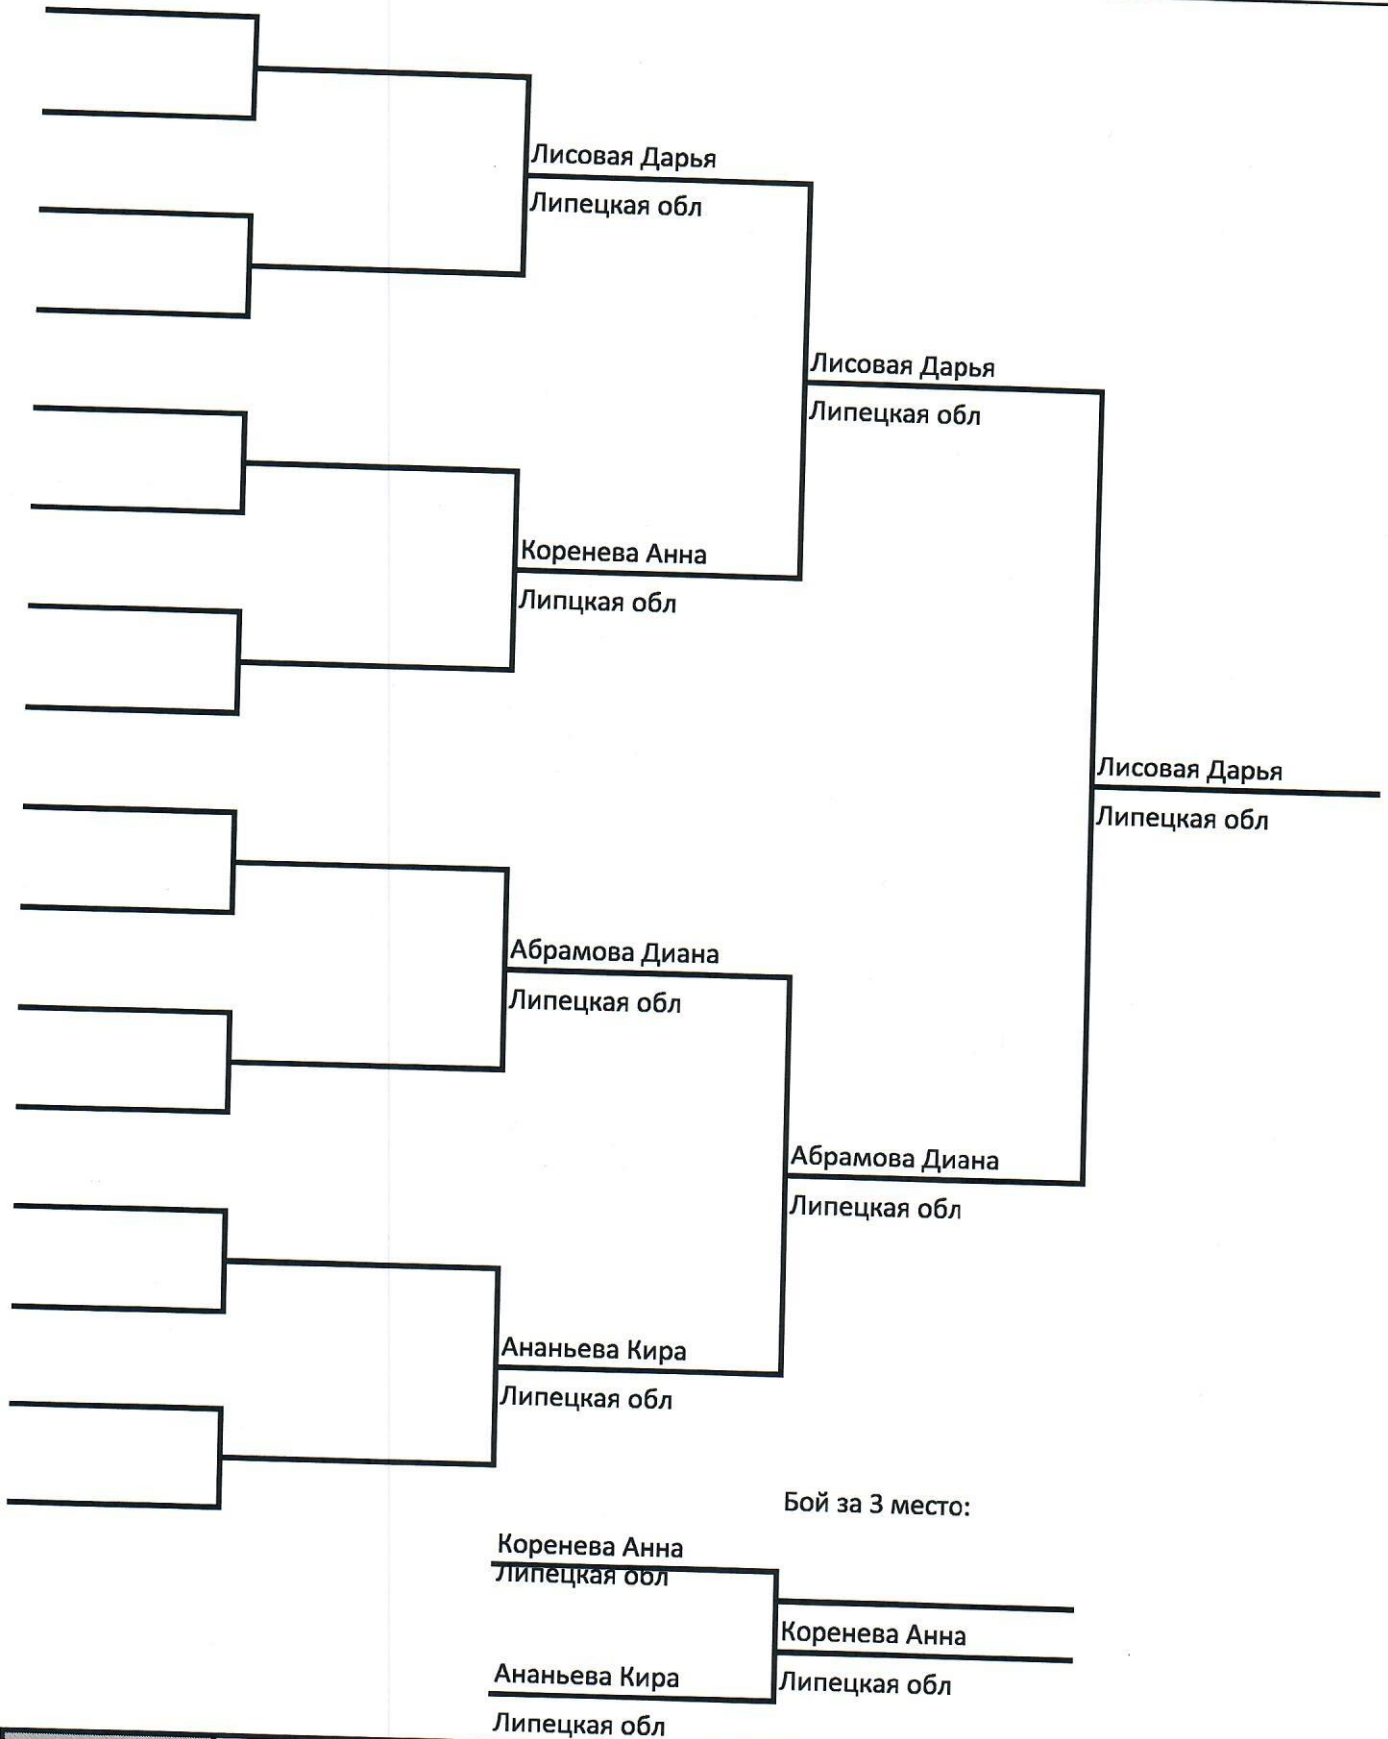 Лисовая Дарья
Липецкая обл
Лисовая Дарья
Липецкая обл
Коренева Анна
Липцкая обл
Лисовая Дарья
Липецкая обл
Абрамова Диана
Липецкая обл
Абрамова Диана
Липецкая обл
Ананьева Кира
Липецкая обл
Бой за 3 место:
Коренева Анна
Липецкая обл
Коренева Анна
Липецкая обл
Ананьева Кира
Липецкая обл